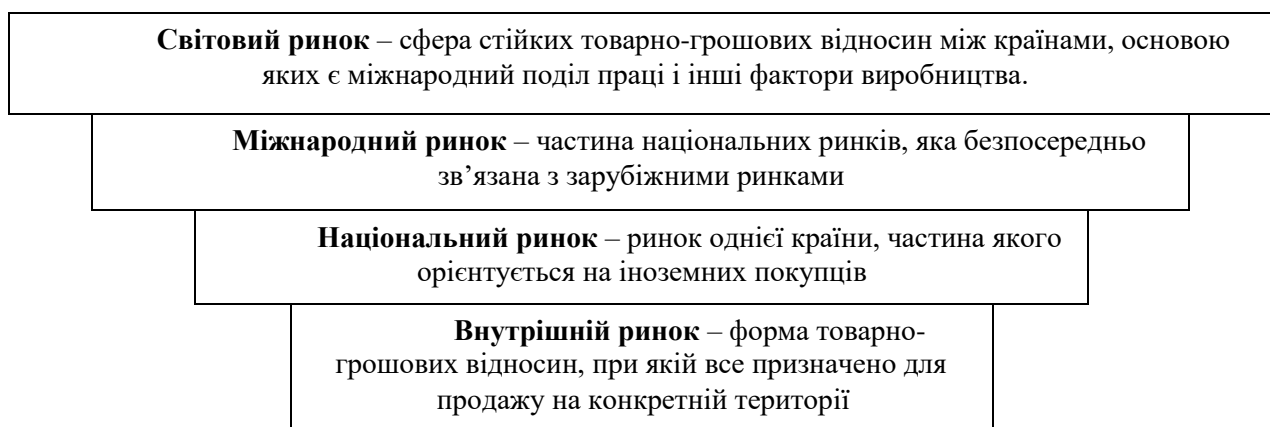 Світовий ринок – сфера стійких товарно-грошових відносин між країнами, основою
яких є міжнародний поділ праці і інші фактори виробництва.
Міжнародний ринок – частина національних ринків, яка безпосередньо
зв’язана з зарубіжними ринками
Національний ринок – ринок однієї країни, частина якого
орієнтується на іноземних покупців
Внутрішній ринок – форма товарно-
грошових відносин, при якій все призначено для
продажу на конкретній території